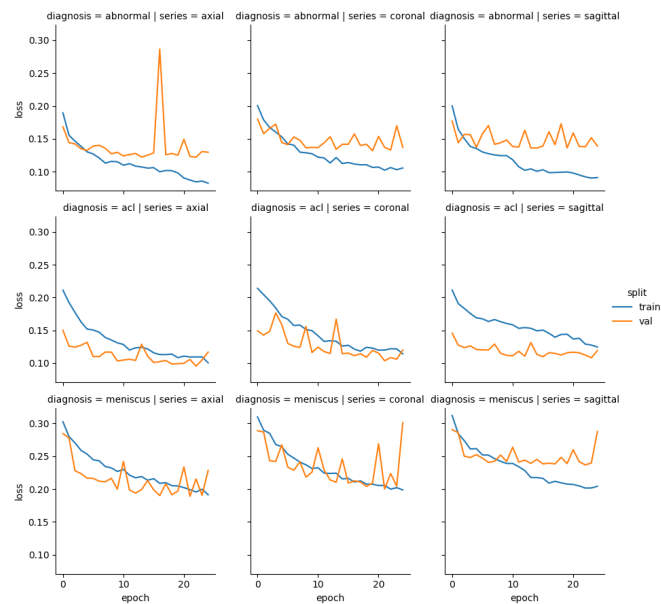 diagnosis = abnormal | series = axial
diagnosis = abnormal | series = coronal
diagnosis = abnormal | series = sagittal
0.30
0.25
0.20
0.15
0.10
loss
diagnosis = acl | series = axial
diagnosis = acl | series = coronal
diagnosis = acl | series = sagittal
0.30
0.25
0.20
0.15
0.10
loss
split
train
val
diagnosis = meniscus | series = axial
diagnosis = meniscus | series = coronal
diagnosis = meniscus | series = sagittal
0.30
0.25
0.20
0.15
0.10
loss
0 10 20
0 10 20
0 10 20
epoch
epoch
epoch